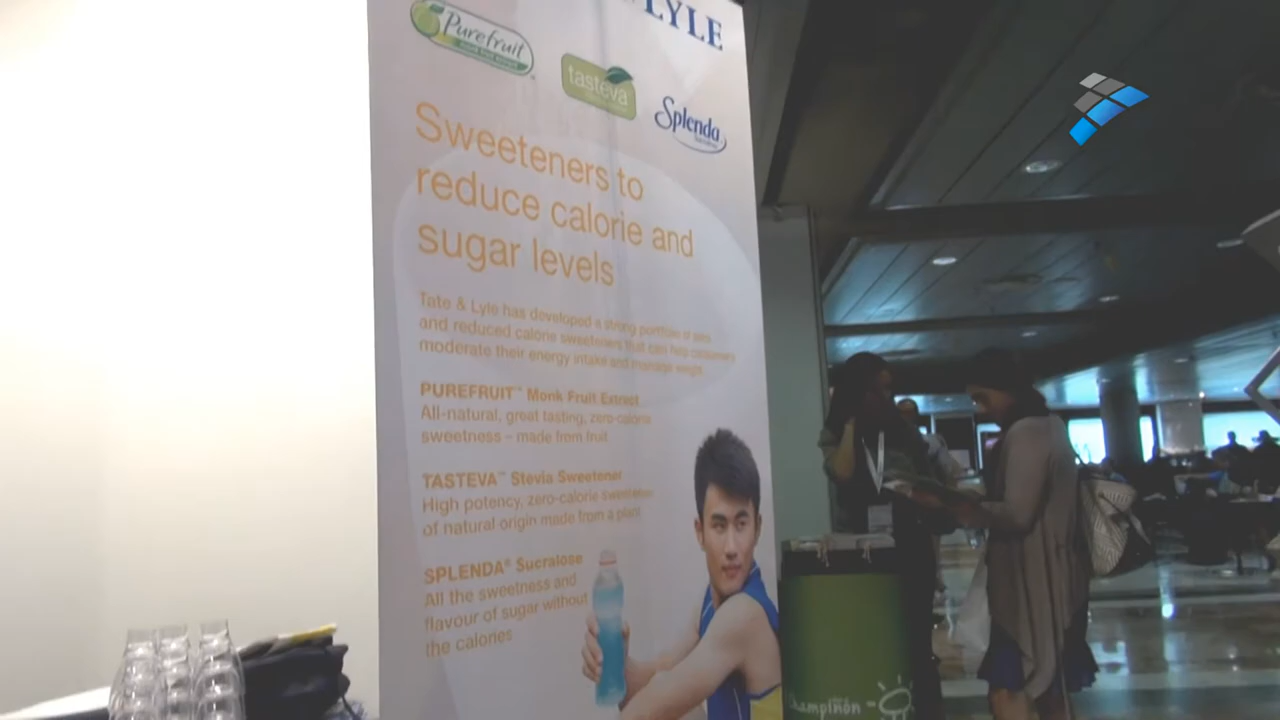 LYLE
Purefruit
tasteva
Splenda
Sweeteners to
reduce calorie and
sugar levels
Tate & Lyle has developed a strong portfolio of
and reduced calorie sweeteners that can help consumers
moderate their energy intake and manage weight.
PUREFRUIT™ Monk Fruit Extract
All-natural, great tasting, zero-calorie
sweetness – made from fruit
TASTEVA™ Stevia Sweetener
High potency, zero-calorie sweetener
of natural origin made from a plant
SPLENDA® Sucralose
All the sweetness and
flavour of sugar without
the calories
Champiñón